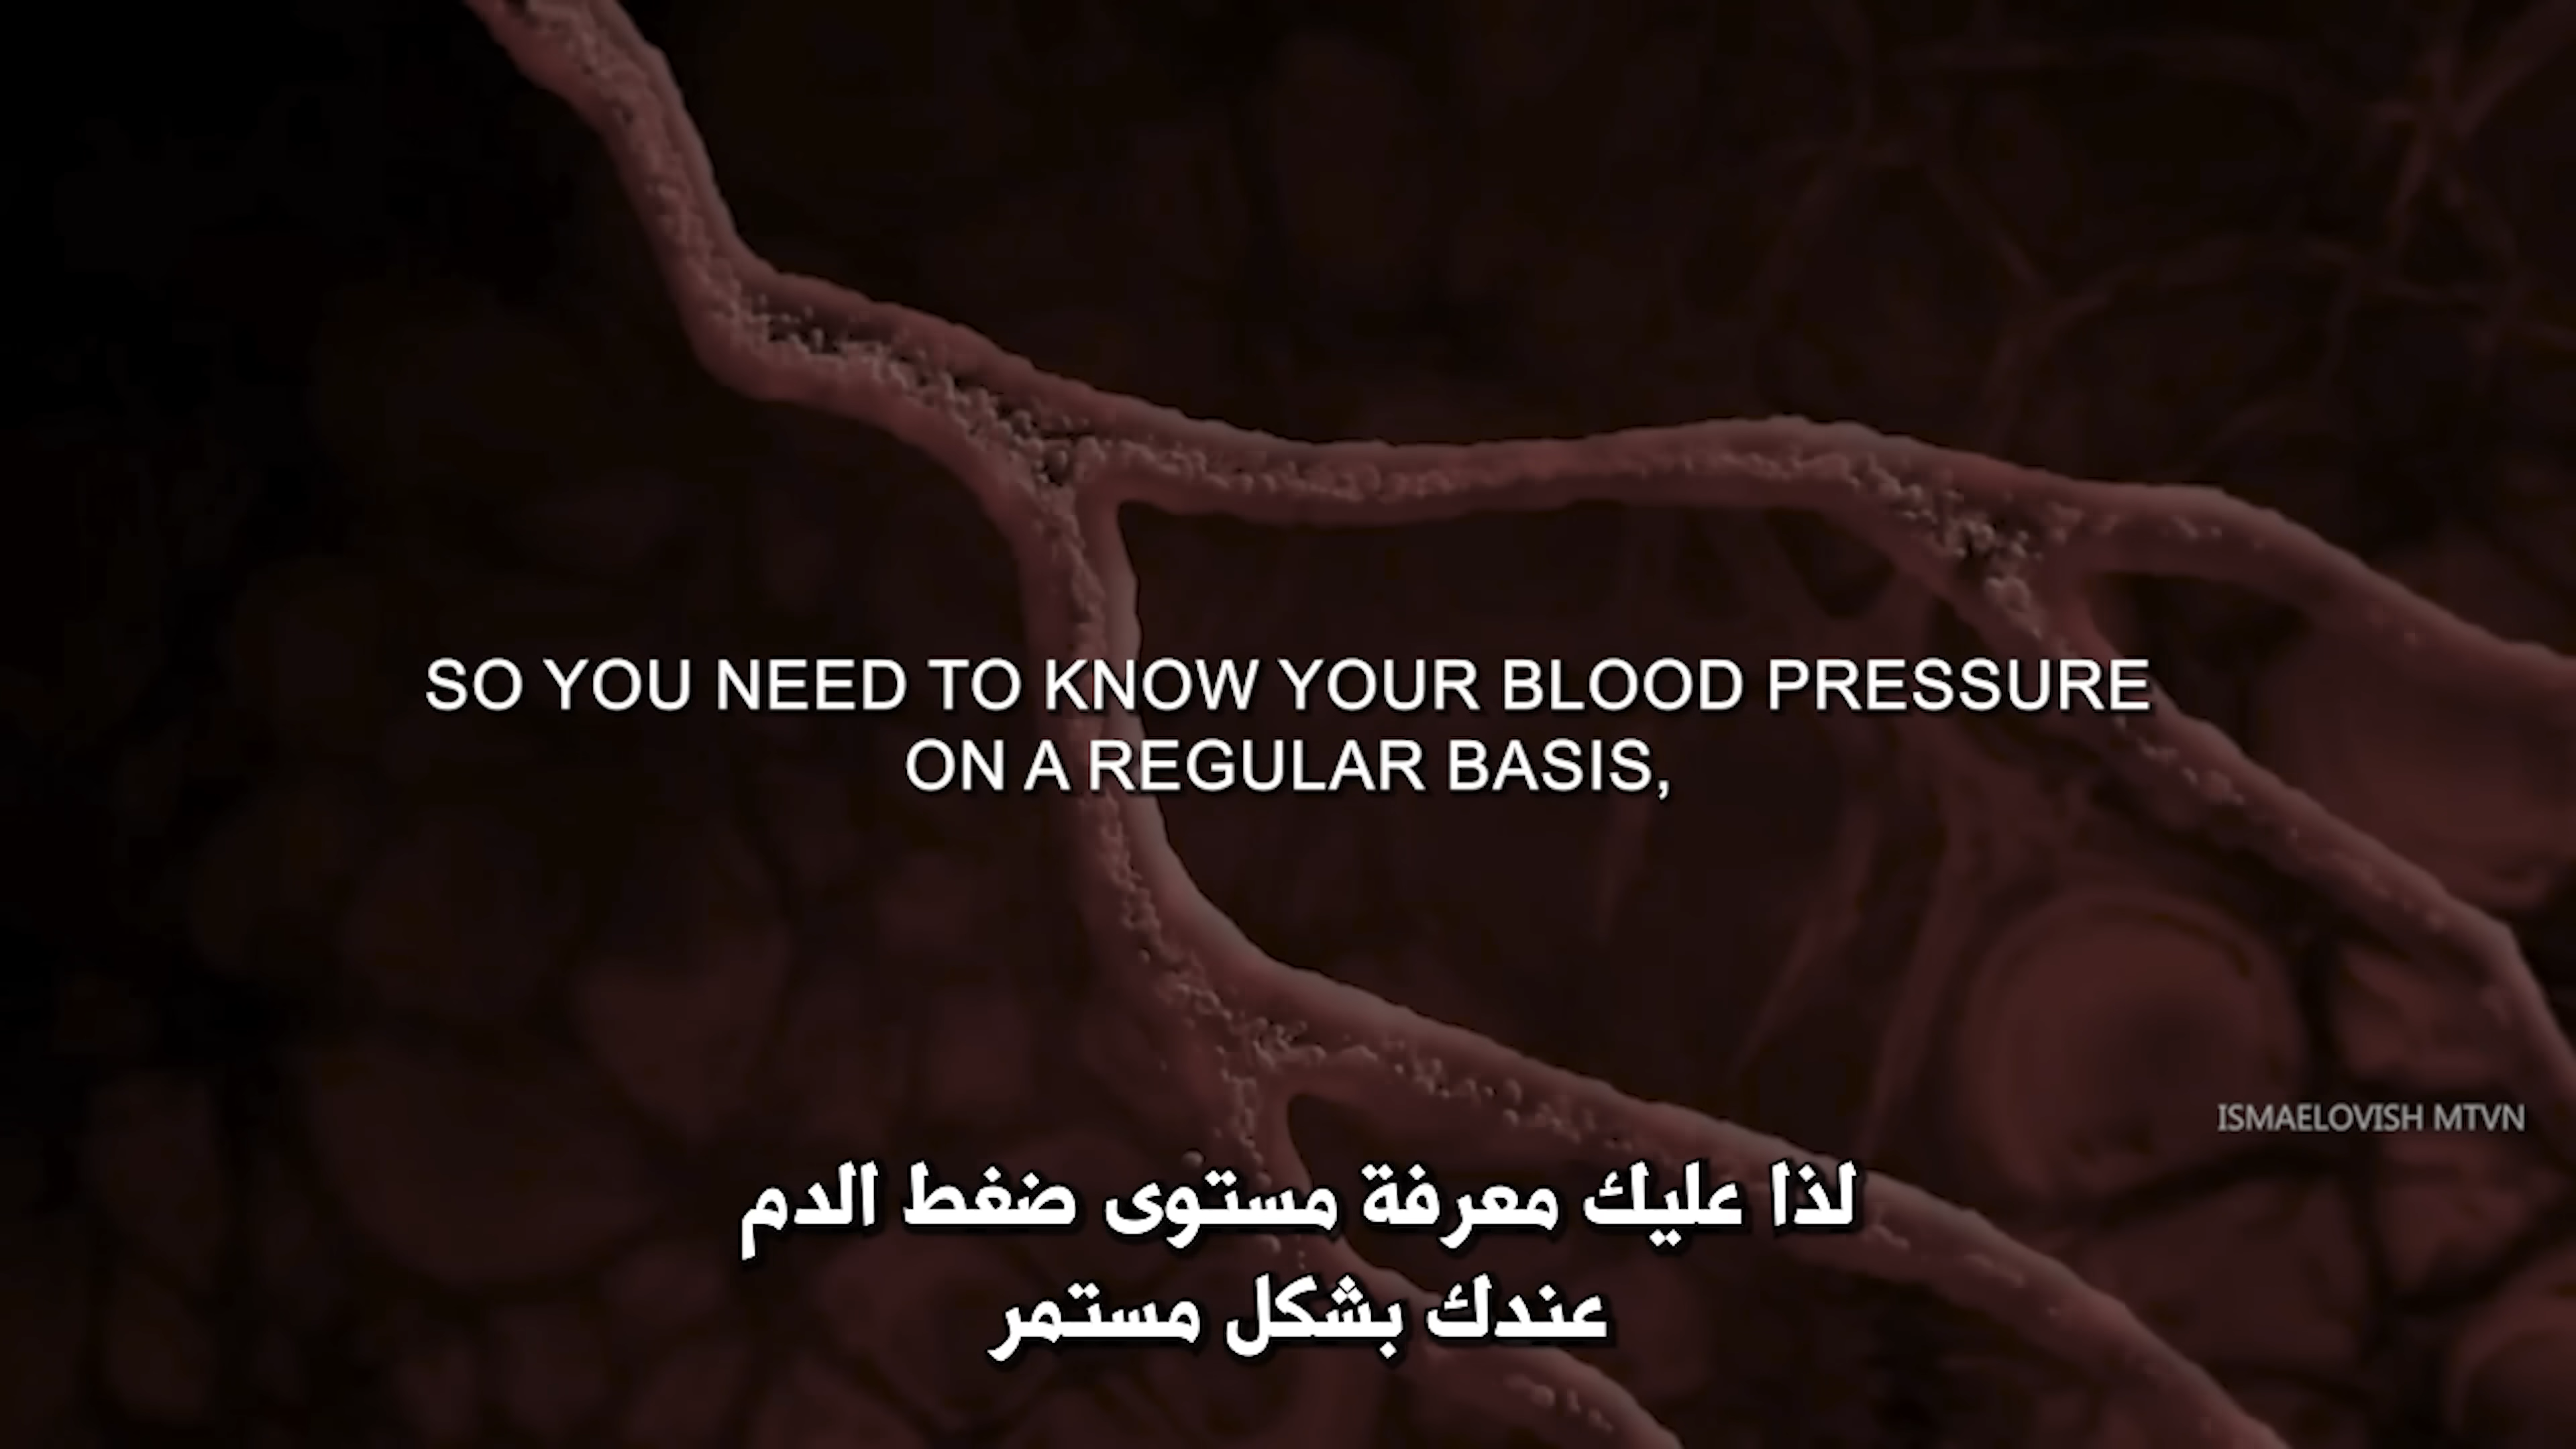 SO YOU NEED TO KNOW YOUR BLOOD PRESSURE
ON A REGULAR BASIS,
ISMAELOVISH MTVN
لذا عليك معرفة مستوى ضغط الدم
عندك بشكل مستمر